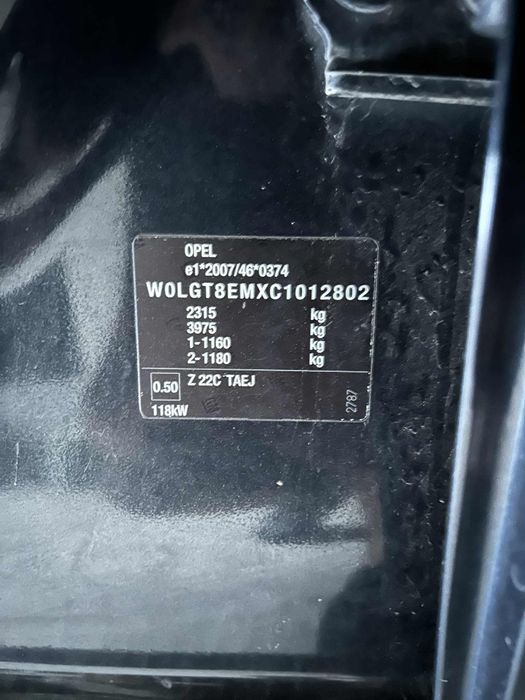 OPEL
e1*2007/46*0374
W0LGT8EMXC1012802
2315 kg
3975 kg
1-1160 kg
2-1180 kg
0.50 Z 22C TAEJ
118kW
2787